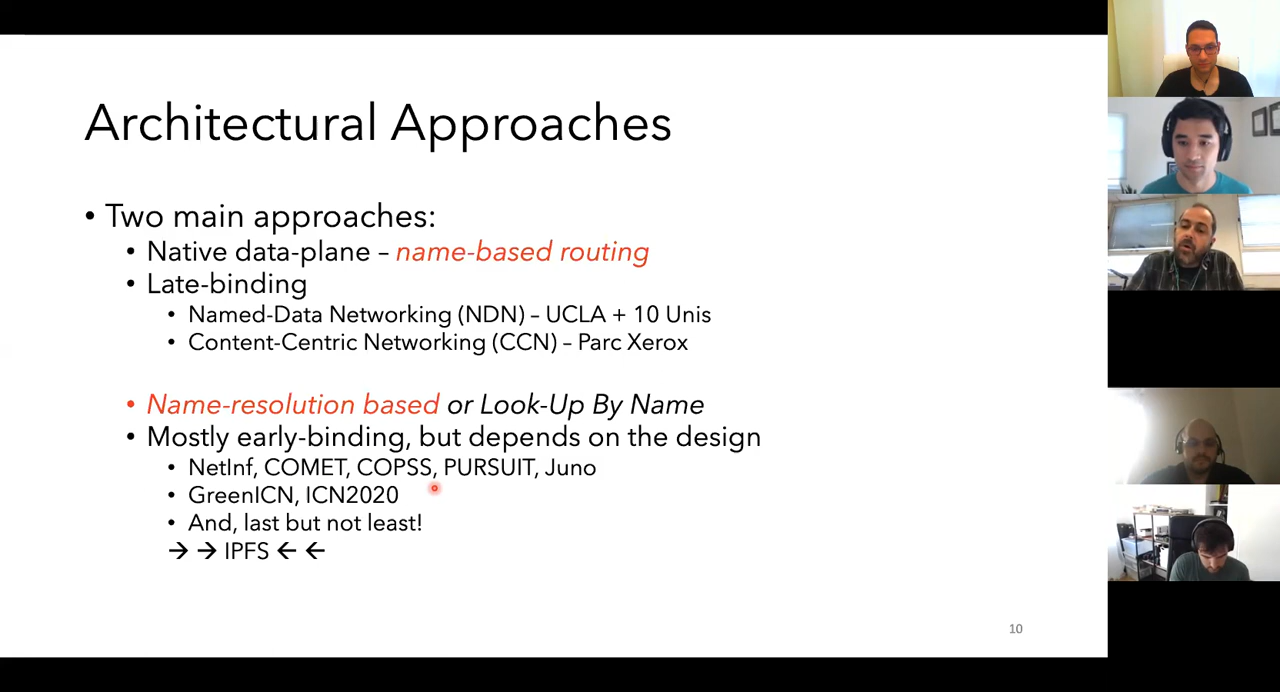 Architectural Approaches
• Two main approaches:
• Native data-plane – name-based routing
• Late-binding
• Named-Data Networking (NDN) – UCLA + 10 Unis
• Content-Centric Networking (CCN) – Parc Xerox
• Name-resolution based or Look-Up By Name
• Mostly early-binding, but depends on the design
• NetInf, COMET, COPSS, PURSUIT, Juno
• GreenICN, ICN2020
• And, last but not least!
→ → IPFS ← ←
10